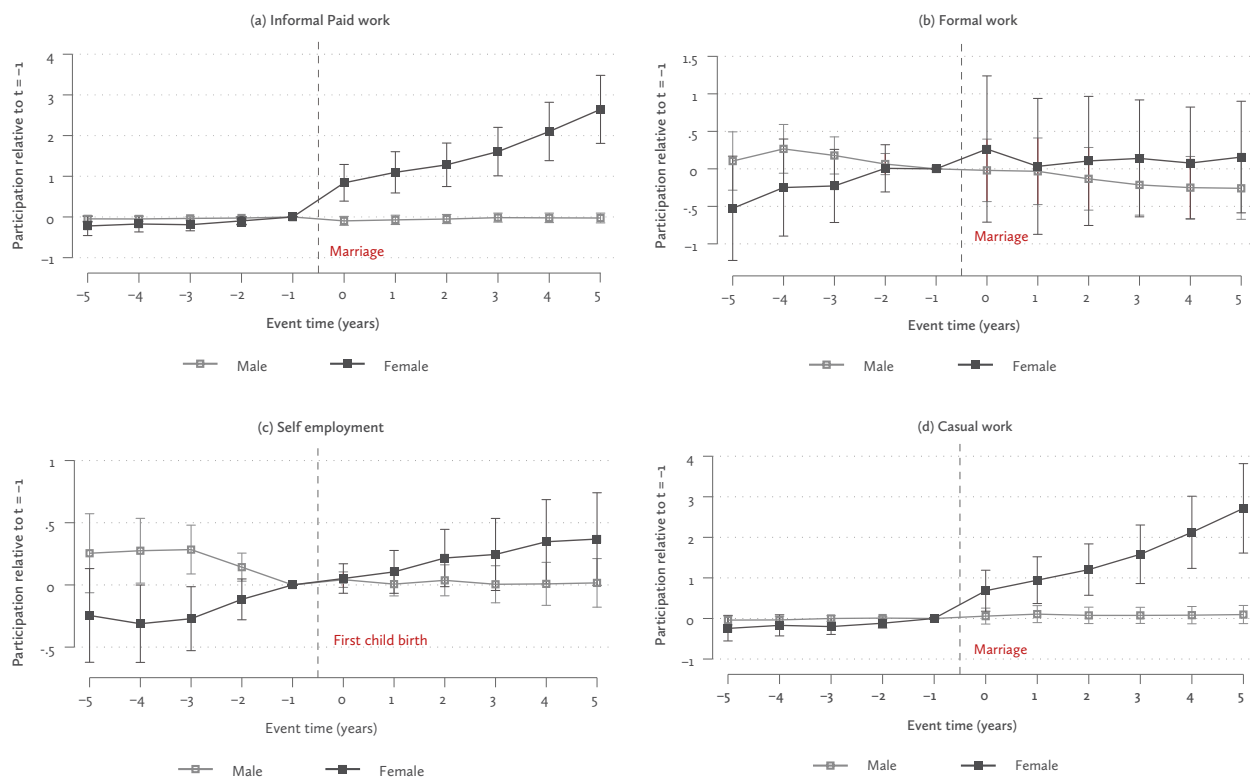 (a) Informal Paid work
Participation relative to t = −1
4
3
2
1
0
−1
Marriage
−5 −4 −3 −2 −1 0 1 2 3 4 5
Event time (years)
Male Female
(b) Formal work
Participation relative to t = −1
1.5
1
.5
0
-.5
−1
Marriage
−5 −4 −3 −2 −1 0 1 2 3 4 5
Event time (years)
Male Female
(c) Self employment
Participation relative to t = −1
1
.5
0
-.5
First child birth
−5 −4 −3 −2 −1 0 1 2 3 4 5
Event time (years)
Male Female
(d) Casual work
Participation relative to t = −1
4
3
2
1
0
−1
Marriage
−5 −4 −3 −2 −1 0 1 2 3 4 5
Event time (years)
Male Female